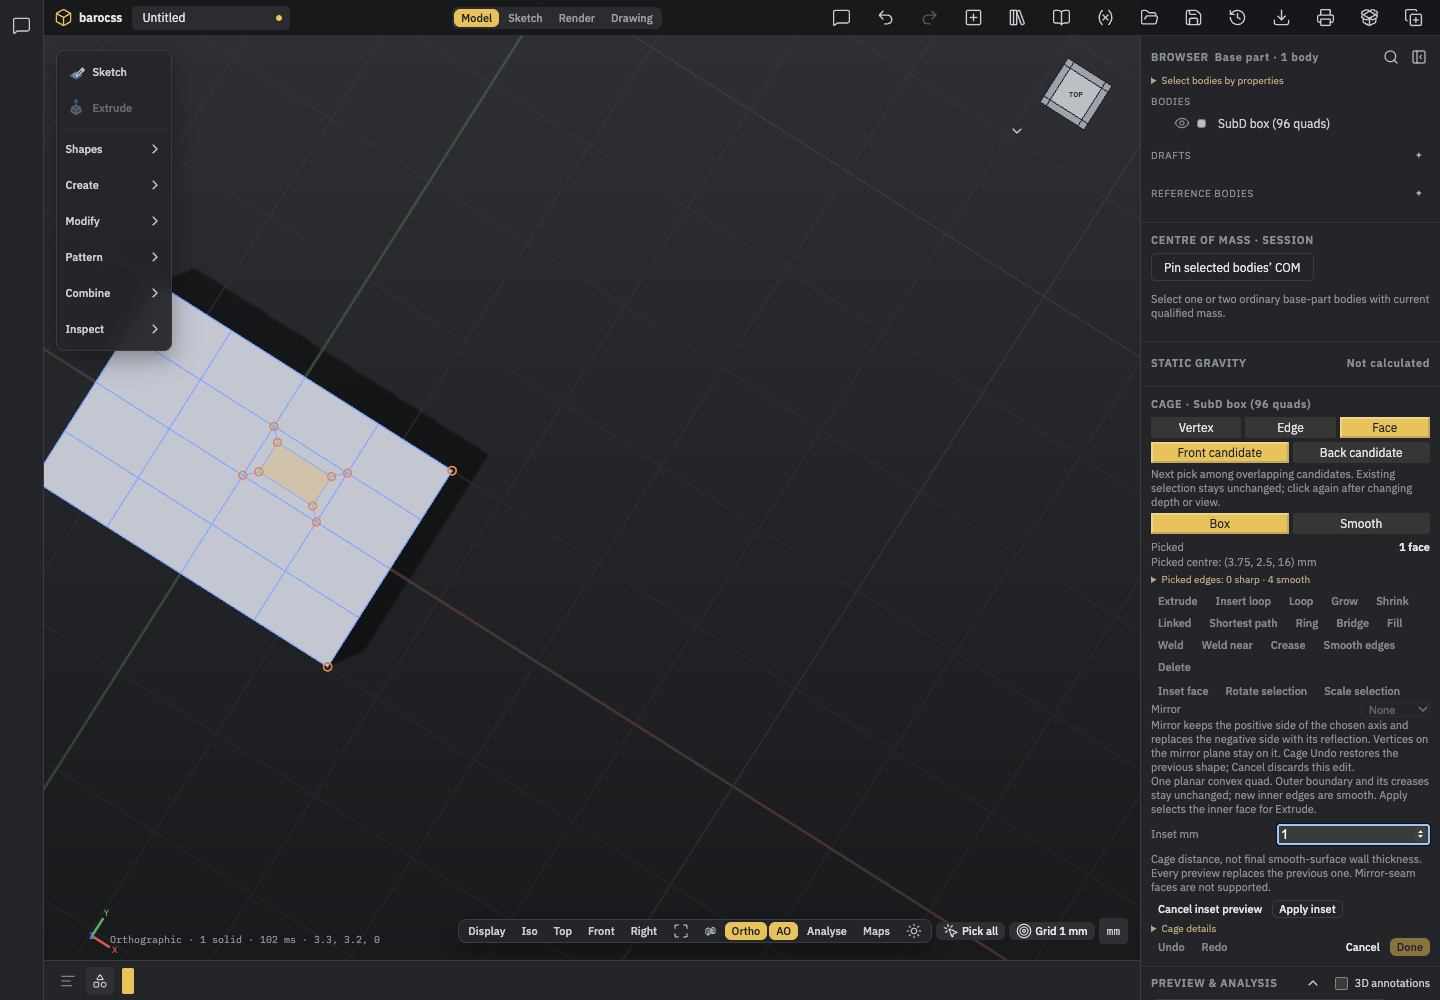 barocss
Untitled
Model
Sketch
Render
Drawing
Sketch
Extrude
Shapes
Create
Modify
Pattern
Combine
Inspect
TOP
BROWSER Base part · 1 body
Select bodies by properties
BODIES
SubD box (96 quads)
DRAFTS
REFERENCE BODIES
CENTRE OF MASS · SESSION
Pin selected bodies’ COM
Select one or two ordinary base-part bodies with current
qualified mass.
STATIC GRAVITY Not calculated
CAGE · SubD box (96 quads)
Vertex Edge Face
Front candidate Back candidate
Next pick among overlapping candidates. Existing
selection stays unchanged; click again after changing
depth or view.
Box Smooth
Picked 1 face
Picked centre: (3.75, 2.5, 16) mm
Picked edges: 0 sharp · 4 smooth
Extrude Insert loop Loop Grow Shrink
Linked Shortest path Ring Bridge Fill
Weld Weld near Crease Smooth edges
Delete
Inset face Rotate selection Scale selection
Mirror None
Mirror keeps the positive side of the chosen axis and
replaces the negative side with its reflection. Vertices on
the mirror plane stay on it. Cage Undo restores the
previous shape; Cancel discards this edit.
One planar convex quad. Outer boundary and its creases
stay unchanged; new inner edges are smooth. Apply
selects the inner face for Extrude.
Inset mm 1
Cage distance, not final smooth-surface wall thickness.
Every preview replaces the previous one. Mirror-seam
faces are not supported.
Cancel inset preview Apply inset
Cage details
Undo Redo Cancel Done
PREVIEW & ANALYSIS 3D annotations
Y
X
Orthographic · 1 solid · 102 ms · 3.3, 3.2, 0
Display Iso Top Front Right Ortho AO Analyse Maps Pick all Grid 1 mm mm